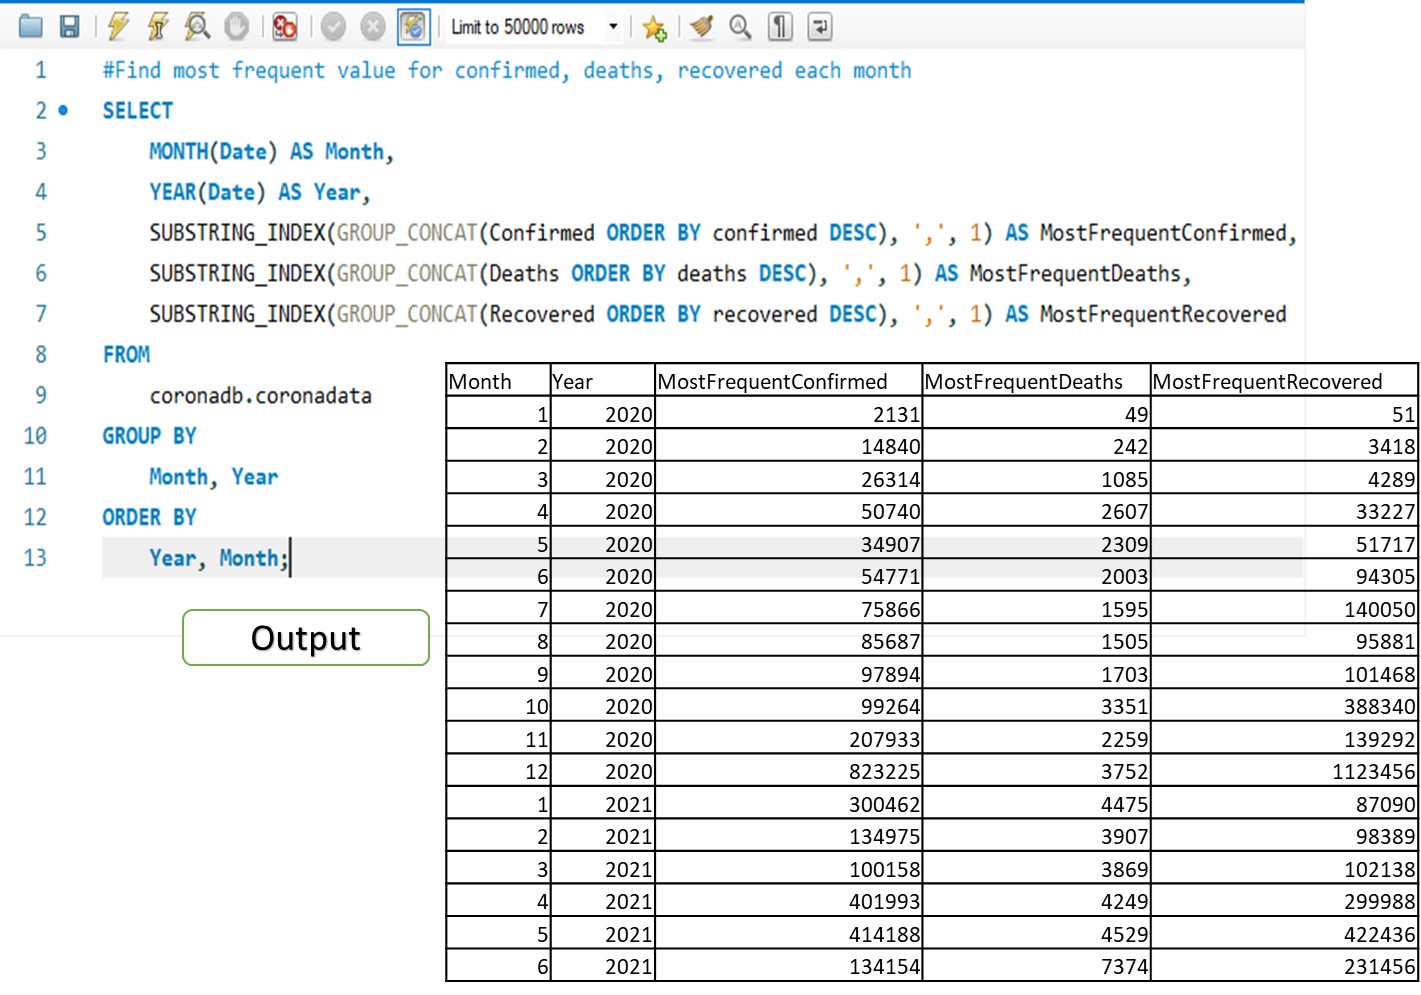 Limit to 50000 rows
1 #Find most frequent value for confirmed, deaths, recovered each month
2 SELECT
3 MONTH(Date) AS Month,
4 YEAR(Date) AS Year,
5 SUBSTRING_INDEX(GROUP_CONCAT(Confirmed ORDER BY confirmed DESC), ',', 1) AS MostFrequentConfirmed,
6 SUBSTRING_INDEX(GROUP_CONCAT(Deaths ORDER BY deaths DESC), ',', 1) AS MostFrequentDeaths,
7 SUBSTRING_INDEX(GROUP_CONCAT(Recovered ORDER BY recovered DESC), ',', 1) AS MostFrequentRecovered
8 FROM
9 coronadb.coronadata
10 GROUP BY
11 Month, Year
12 ORDER BY
13 Year, Month;
Output
Month Year MostFrequentConfirmed MostFrequentDeaths MostFrequentRecovered
1 2020 2131 49 51
2 2020 14840 242 3418
3 2020 26314 1085 4289
4 2020 50740 2607 33227
5 2020 34907 2309 51717
6 2020 54771 2003 94305
7 2020 75866 1595 140050
8 2020 85687 1505 95881
9 2020 97894 1703 101468
10 2020 99264 3351 388340
11 2020 207933 2259 139292
12 2020 823225 3752 1123456
1 2021 300462 4475 87090
2 2021 134975 3907 98389
3 2021 100158 3869 102138
4 2021 401993 4249 299988
5 2021 414188 4529 422436
6 2021 134154 7374 231456